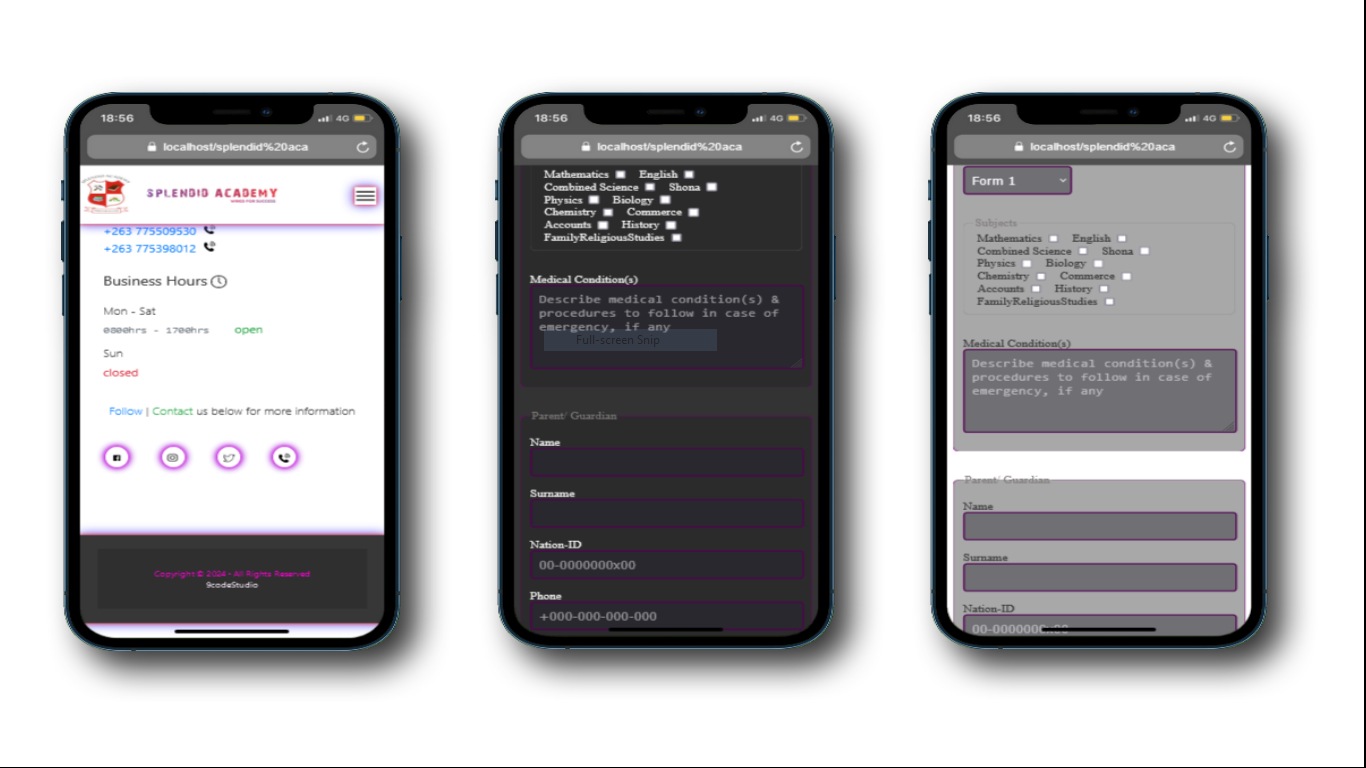 18:56
4G
localhost/splendid%20aca
SPLENDID ACADEMY
+263 775509530
+263 775398012
Business Hours
Mon - Sat
0800hrs - 1700hrs open
Sun
closed
Follow | Contact us below for more information
Copyright © 2024 - All Rights Reserved
9codeStudio
18:56
4G
localhost/splendid%20aca
Mathematics English
Combined Science Shona
Physics Biology
Chemistry Commerce
Accounts History
FamilyReligiousStudies
Medical Condition(s)
Describe medical condition(s) &
procedures to follow in case of
emergency, if any
Full-screen Snip
Parent/ Guardian
Name
Surname
Nation-ID
00-0000000x00
Phone
+000-000-000-000
18:56
4G
localhost/splendid%20aca
Form 1
Subjects
Mathematics English
Combined Science Shona
Physics Biology
Chemistry Commerce
Accounts History
FamilyReligiousStudies
Medical Condition(s)
Describe medical condition(s) &
procedures to follow in case of
emergency, if any
Parent/ Guardian
Name
Surname
Nation-ID
00-0000000x00